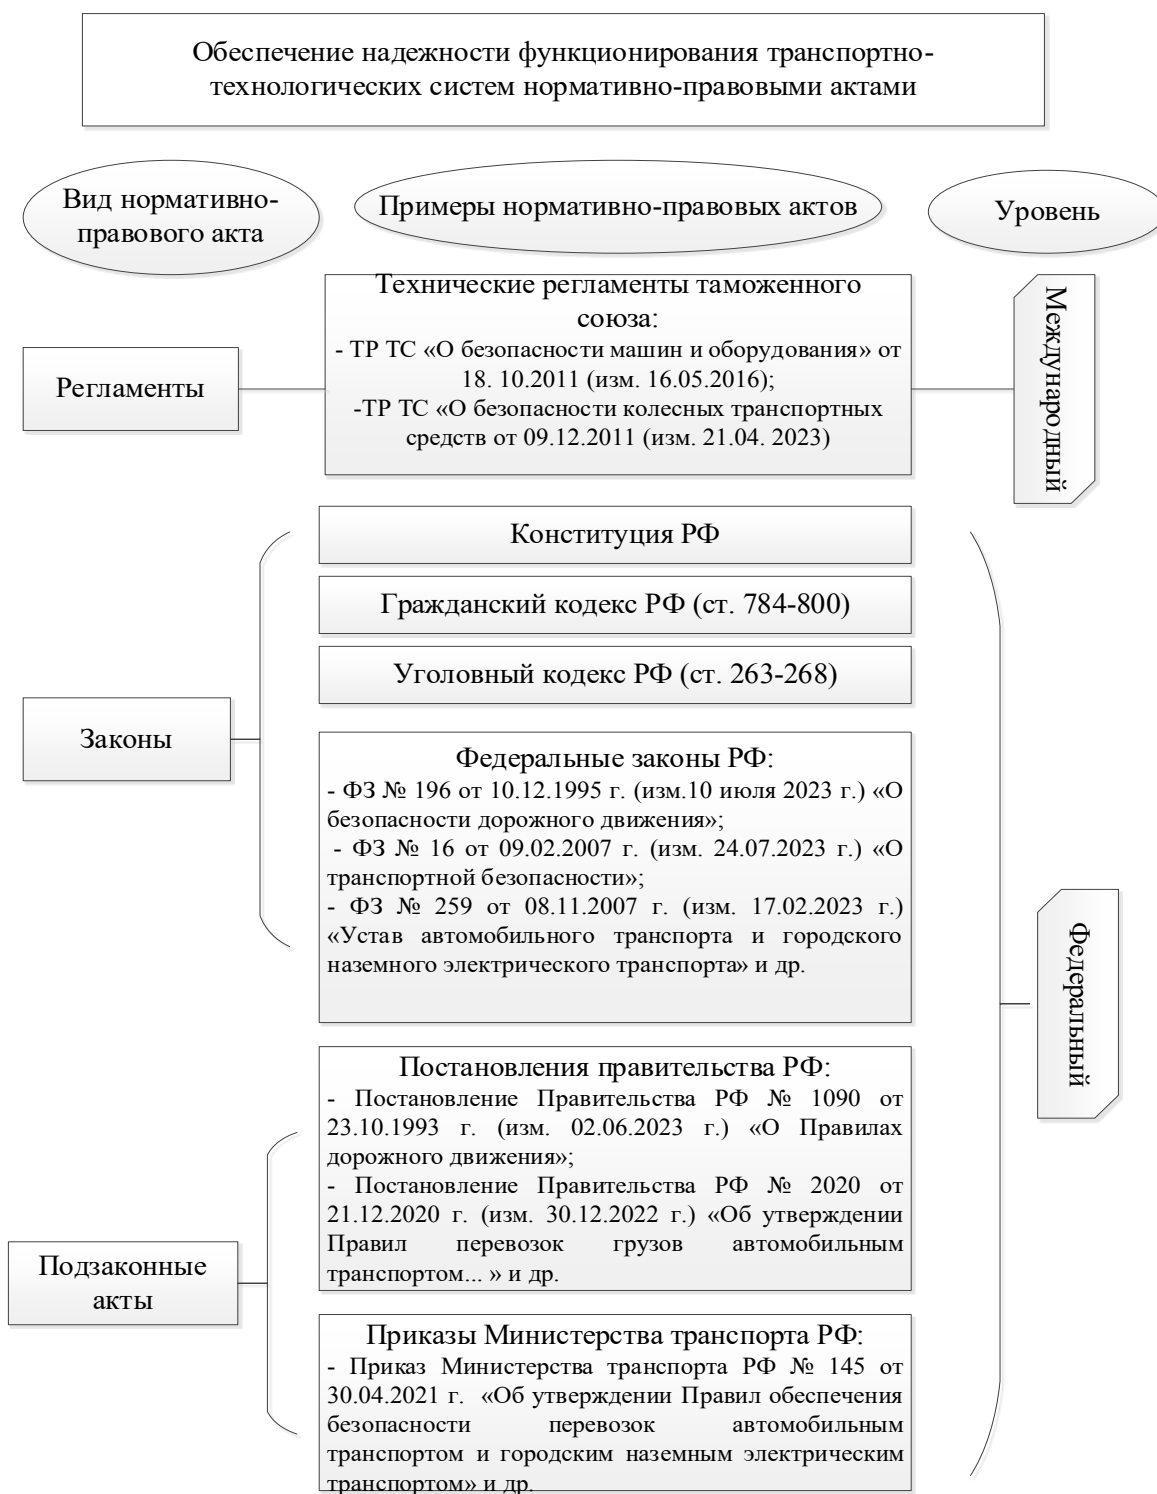 Обеспечение надежности функционирования транспортно-
технологических систем нормативно-правовыми актами
Вид нормативно-
правового акта
Примеры нормативно-правовых актов
Уровень
Регламенты
Технические регламенты таможенного
союза:
- ТР ТС «О безопасности машин и оборудования» от
18. 10.2011 (изм. 16.05.2016);
-ТР ТС «О безопасности колесных транспортных
средств от 09.12.2011 (изм. 21.04. 2023)
Международный
Законы
Конституция РФ
Гражданский кодекс РФ (ст. 784-800)
Уголовный кодекс РФ (ст. 263-268)
Федеральные законы РФ:
- ФЗ № 196 от 10.12.1995 г. (изм.10 июля 2023 г.) «О
безопасности дорожного движения»;
- ФЗ № 16 от 09.02.2007 г. (изм. 24.07.2023 г.) «О
транспортной безопасности»;
- ФЗ № 259 от 08.11.2007 г. (изм. 17.02.2023 г.)
«Устав автомобильного транспорта и городского
наземного электрического транспорта» и др.
Федеральный
Подзаконные
акты
Постановления правительства РФ:
- Постановление Правительства РФ № 1090 от
23.10.1993 г. (изм. 02.06.2023 г.) «О Правилах
дорожного движения»;
- Постановление Правительства РФ № 2020 от
21.12.2020 г. (изм. 30.12.2022 г.) «Об утверждении
Правил перевозок грузов автомобильным
транспортом... » и др.
Приказы Министерства транспорта РФ:
- Приказ Министерства транспорта РФ № 145 от
30.04.2021 г. «Об утверждении Правил обеспечения
безопасности перевозок автомобильным
транспортом и городским наземным электрическим
транспортом» и др.